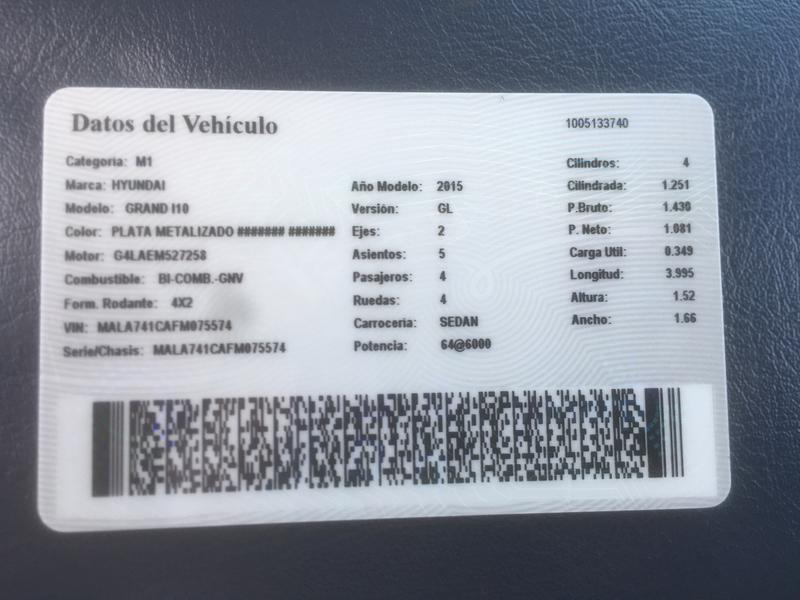 Datos del Vehículo 1005133740
Categoria: M1 Cilindros: 4
Marca: HYUNDAI Año Modelo: 2015 Cilindrada: 1.251
Modelo: GRAND I10 Versión: GL P.Bruto: 1.430
Color: PLATA METALIZADO ####### ####### Ejes: 2 P. Neto: 1.081
Motor: G4LAEM527258 Asientos: 5 Carga Util: 0.349
Combustible: BI-COMB.-GNV Pasajeros: 4 Longitud: 3.995
Form. Rodante: 4X2 Ruedas: 4 Altura: 1.52
VIN: MALA741CAFM075574 Carroceria: SEDAN Ancho: 1.66
Serie/Chasis: MALA741CAFM075574 Potencia: 64@6000